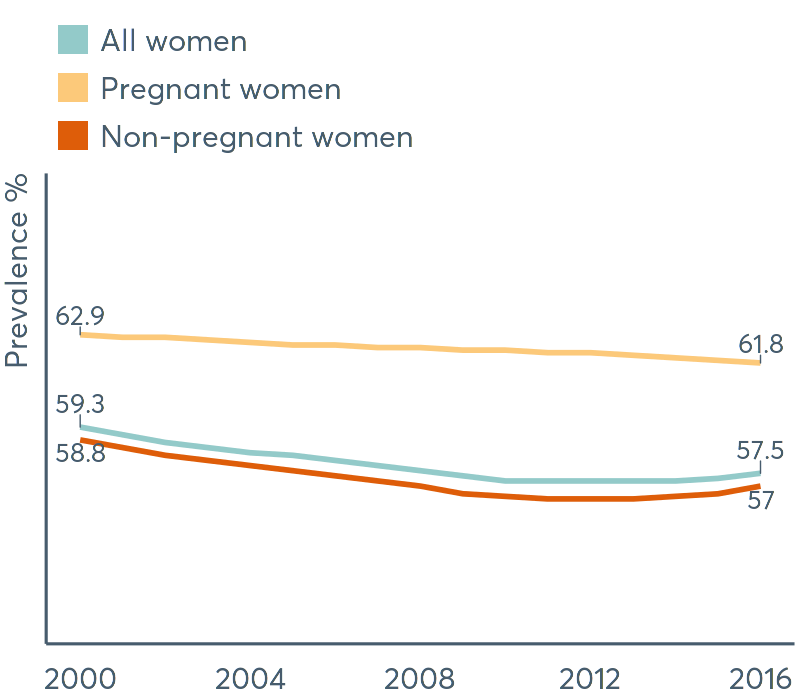 All women
Pregnant women
Non-pregnant women
Prevalence %
62.9
61.8
59.3
58.8
57.5
57
2000 2004 2008 2012 2016